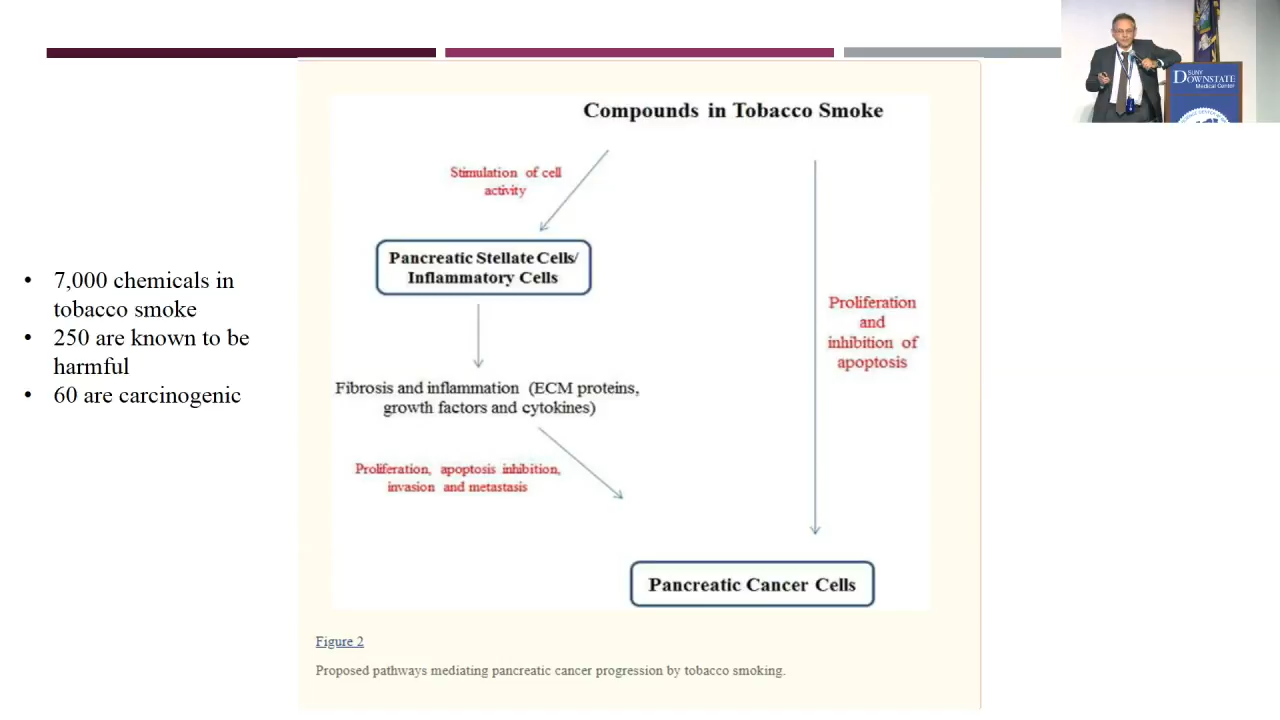 SUNY
DOWNSTATE
Medical Center
Compounds in Tobacco Smoke
Stimulation of cell
activity
Pancreatic Stellate Cells/
Inflammatory Cells
• 7,000 chemicals in
tobacco smoke
• 250 are known to be
harmful
• 60 are carcinogenic
Proliferation
and
inhibition of
apoptosis
Fibrosis and inflammation (ECM proteins,
growth factors and cytokines)
Proliferation, apoptosis inhibition,
invasion and metastasis
Pancreatic Cancer Cells
Figure 2
Proposed pathways mediating pancreatic cancer progression by tobacco smoking.